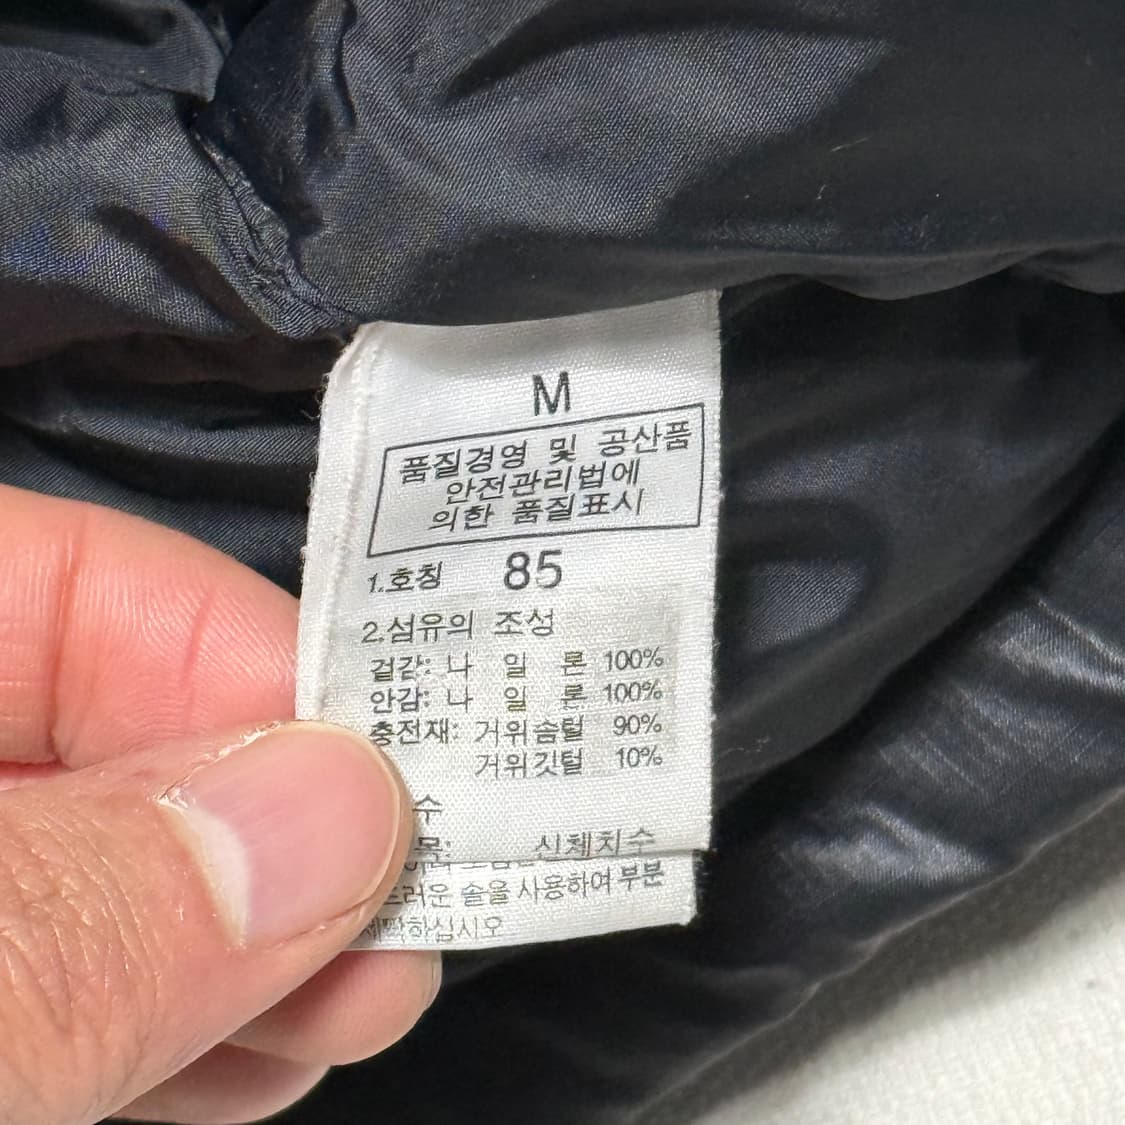 M
품질경영 및 공산품
안전관리법에
의한 품질표시
1.호칭 85
2.섬유의 조성
겉감: 나 일 론 100%
안감: 나 일 론 100%
충전재: 거위솜털 90%
거위깃털 10%
수
목: 신체치수
드러운 솔을 사용하여 부분
세탁하십시오